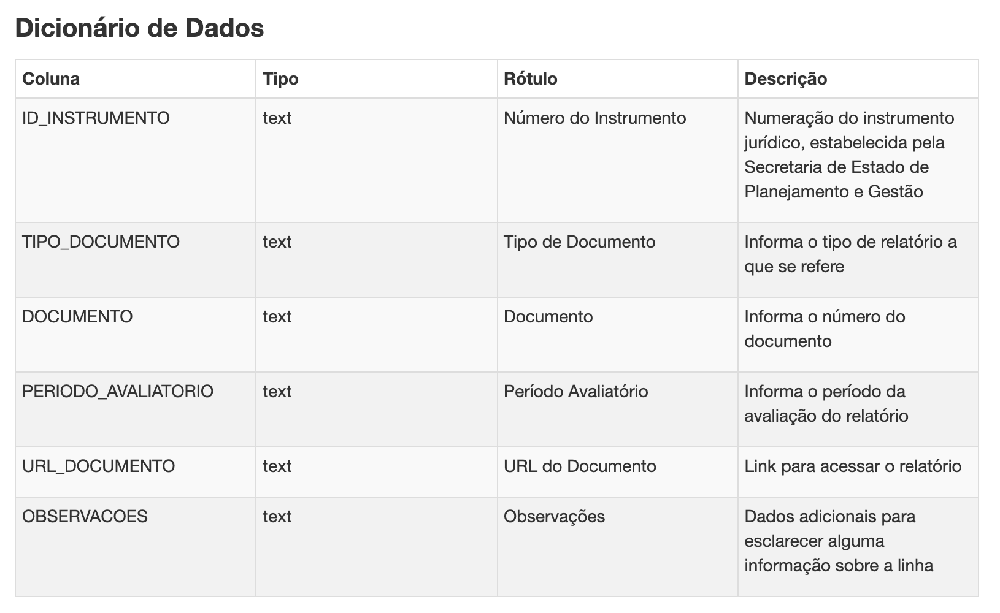 Dicionário de Dados
Coluna Tipo Rótulo Descrição
ID_INSTRUMENTO text Número do Instrumento Numeração do instrumento
jurídico, estabelecida pela
Secretaria de Estado de
Planejamento e Gestão
TIPO_DOCUMENTO text Tipo de Documento Informa o tipo de relatório a
que se refere
DOCUMENTO text Documento Informa o número do
documento
PERIODO_AVALIATORIO text Período Avaliatório Informa o período da
avaliação do relatório
URL_DOCUMENTO text URL do Documento Link para acessar o relatório
OBSERVACOES text Observações Dados adicionais para
esclarecer alguma
informação sobre a linha